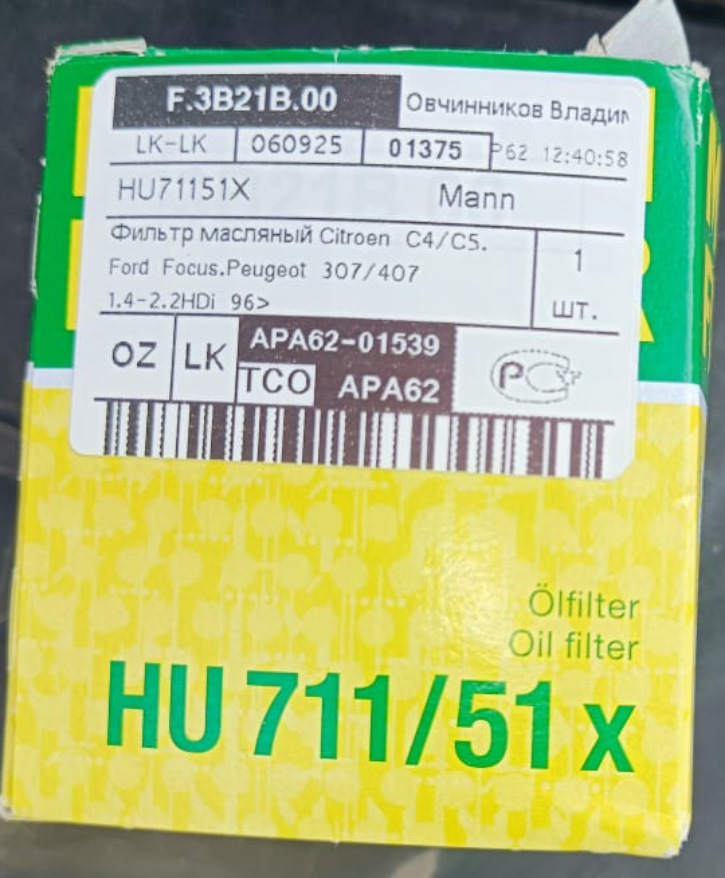 F.3B21B.00
Овчинников
LK-LK 060925 01375 P62 12:40:58
HU71151X Mann
Фильтр масляный Citroen C4/C5.
Ford Focus.Peugeot 307/407
1.4-2.2HDi 96>
1
шт.
OZ LK APA62-01539
TCO APA62
Ölfilter
Oil filter
HU 711/51 x